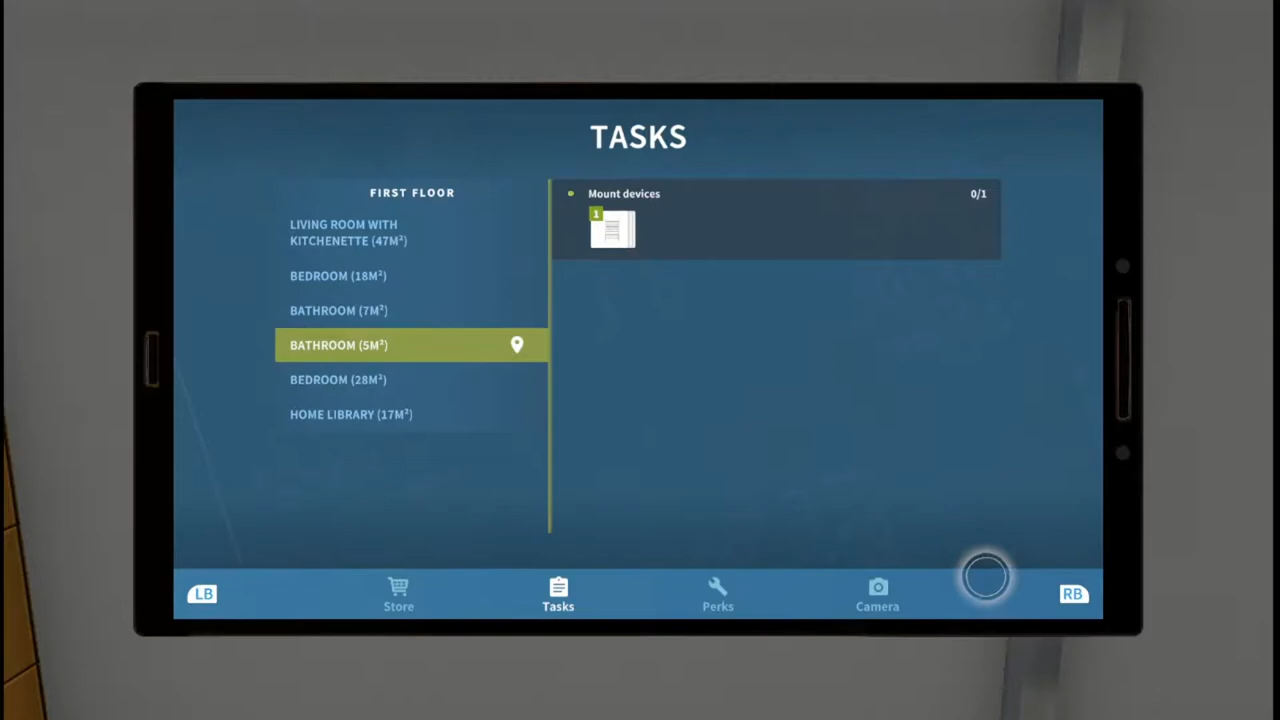 TASKS
FIRST FLOOR
LIVING ROOM WITH
KITCHENETTE (47M²)
BEDROOM (18M²)
BATHROOM (7M²)
BATHROOM (5M²)
BEDROOM (28M²)
HOME LIBRARY (17M²)
Mount devices 0/1
1
LB
Store
Tasks
Perks
Camera
RB